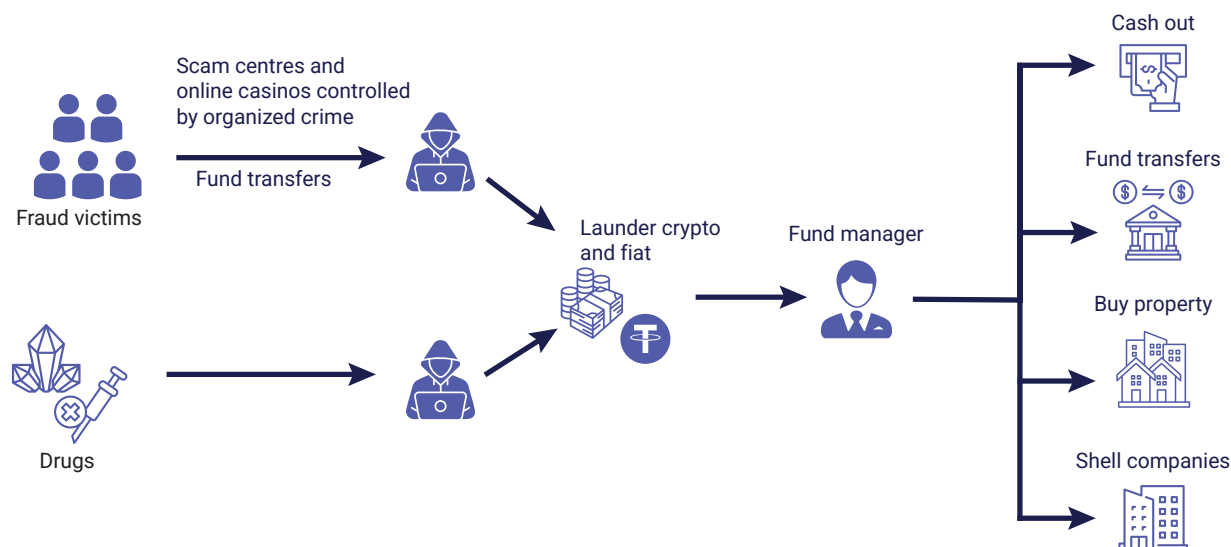 Scam centres and
online casinos controlled
by organized crime
Fund transfers
Fraud victims
Drugs
Launder crypto
and fiat
Fund manager
Cash out
Fund transfers
Buy property
Shell companies